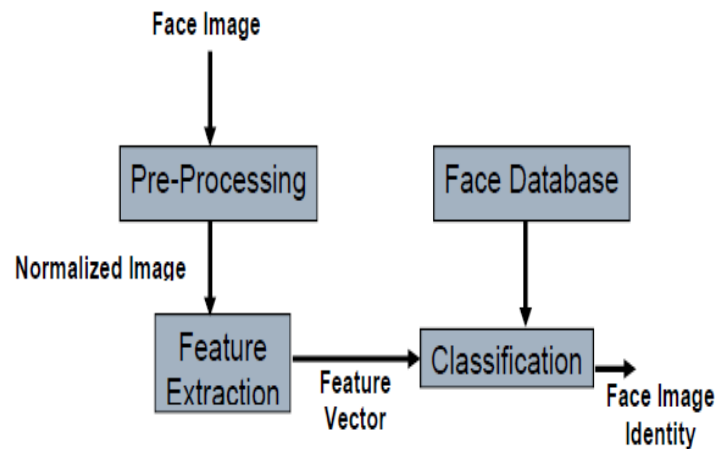 Face Image
Pre-Processing
Face Database
Normalized Image
Feature
Extraction
Feature
Vector
Classification
Face Image
Identity